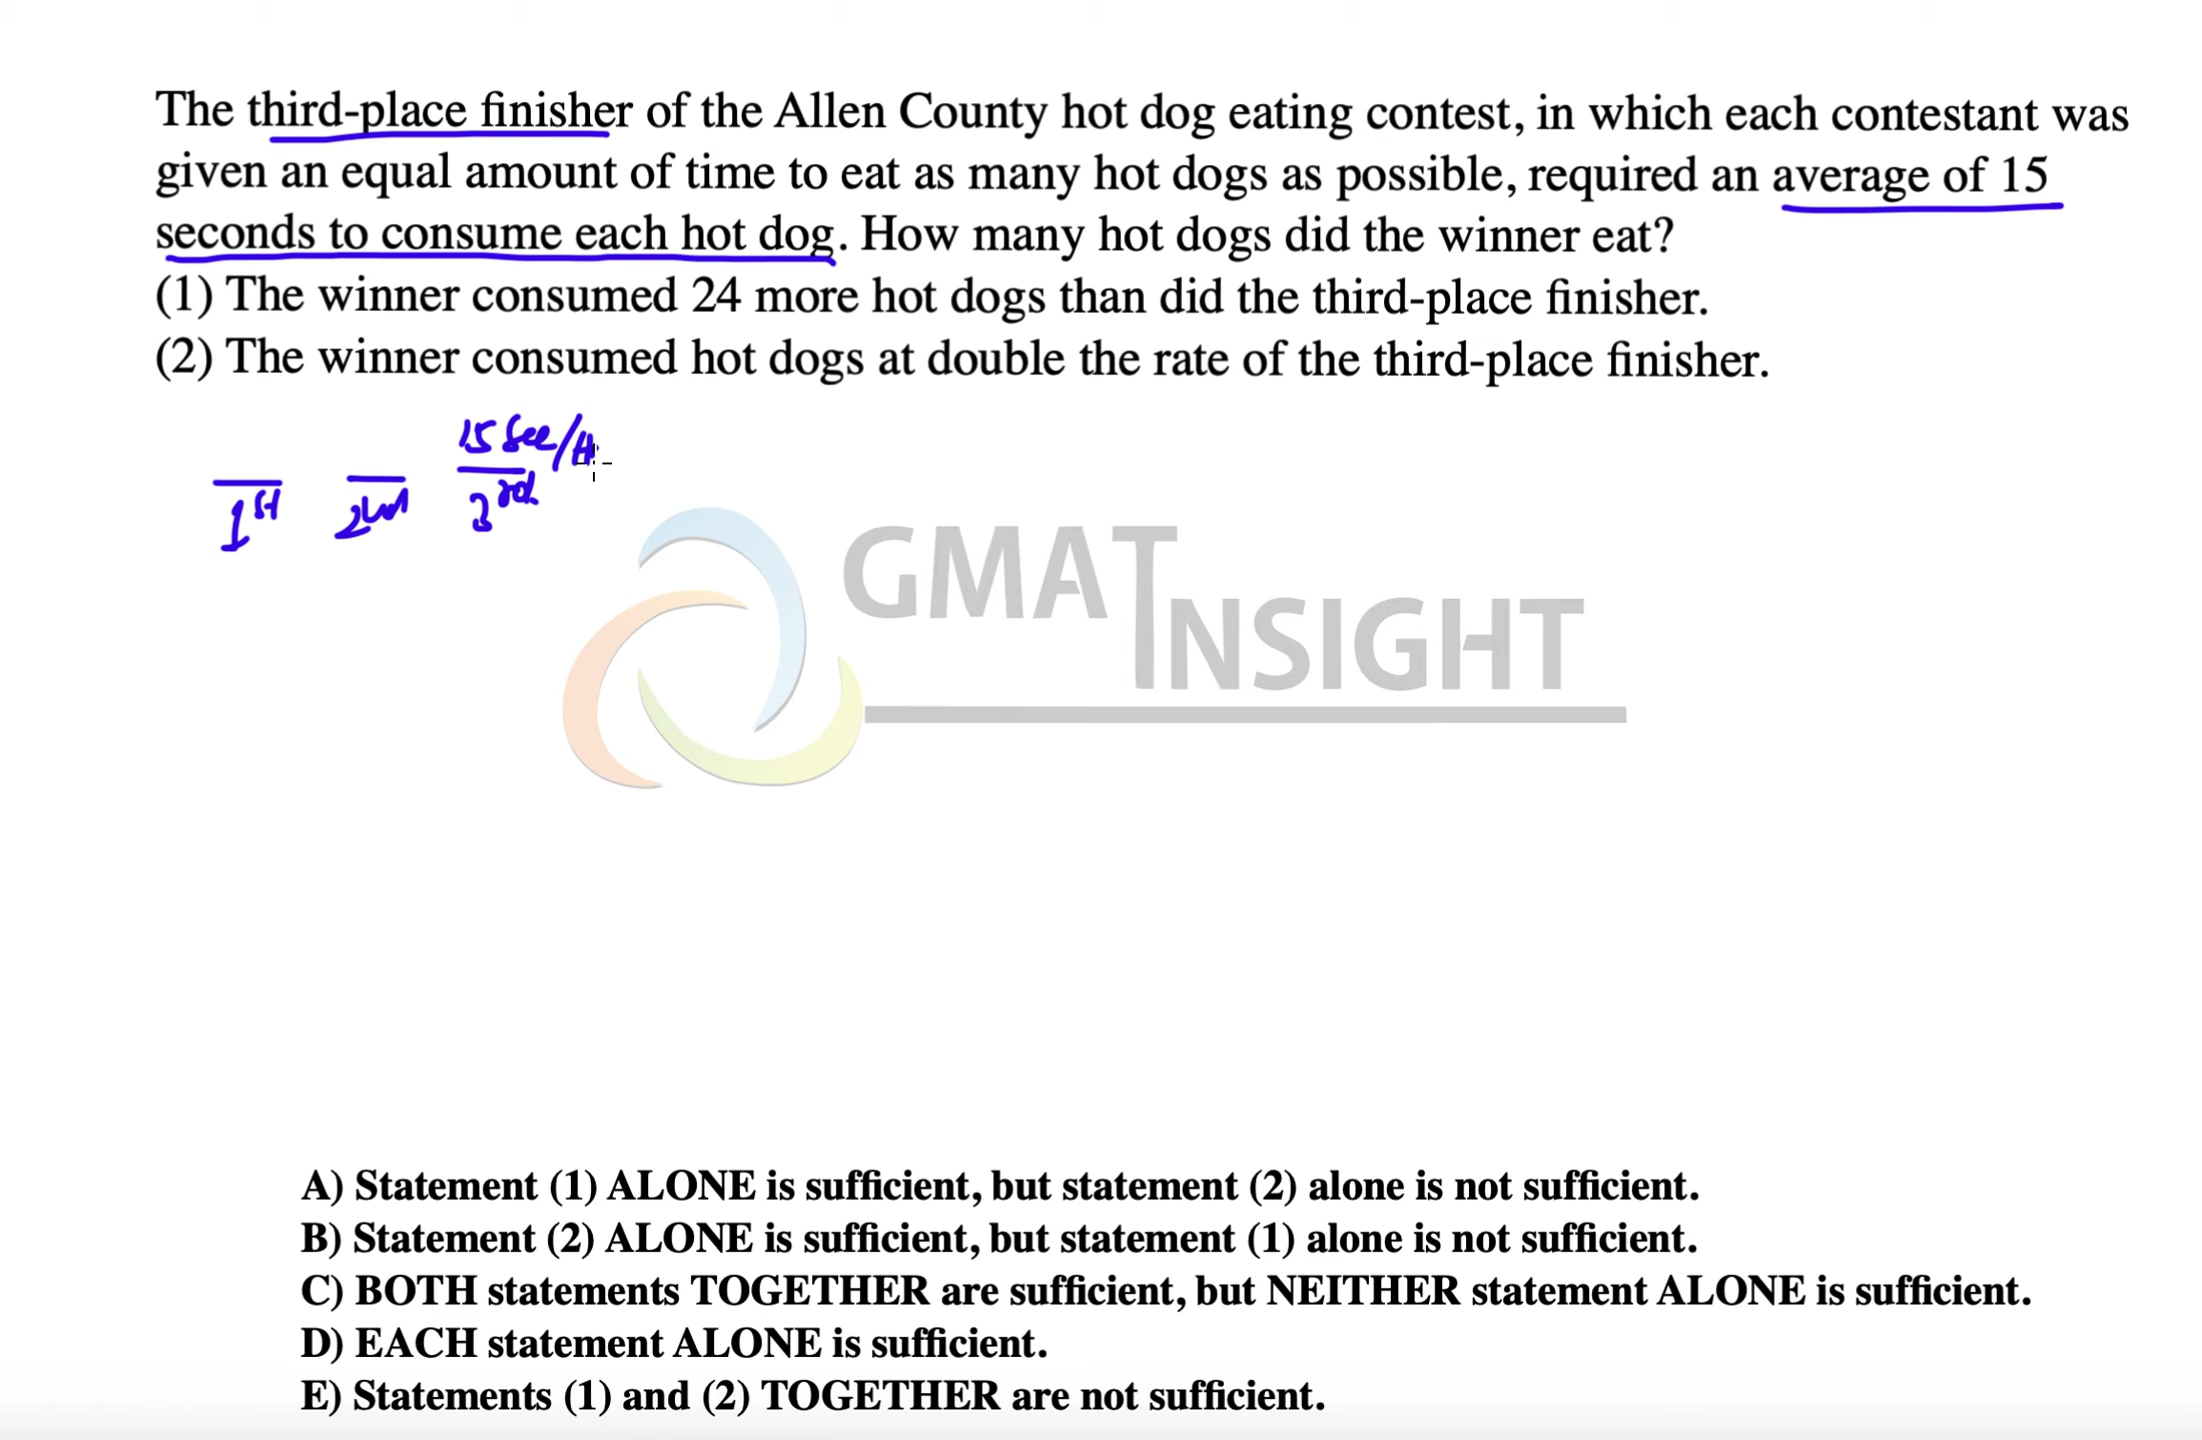 The third-place finisher of the Allen County hot dog eating contest, in which each contestant was
given an equal amount of time to eat as many hot dogs as possible, required an average of 15
seconds to consume each hot dog. How many hot dogs did the winner eat?
(1) The winner consumed 24 more hot dogs than did the third-place finisher.
(2) The winner consumed hot dogs at double the rate of the third-place finisher.
15 Sec/H
1st 2nd 3rd
GMATINSIGHT
A) Statement (1) ALONE is sufficient, but statement (2) alone is not sufficient.
B) Statement (2) ALONE is sufficient, but statement (1) alone is not sufficient.
C) BOTH statements TOGETHER are sufficient, but NEITHER statement ALONE is sufficient.
D) EACH statement ALONE is sufficient.
E) Statements (1) and (2) TOGETHER are not sufficient.